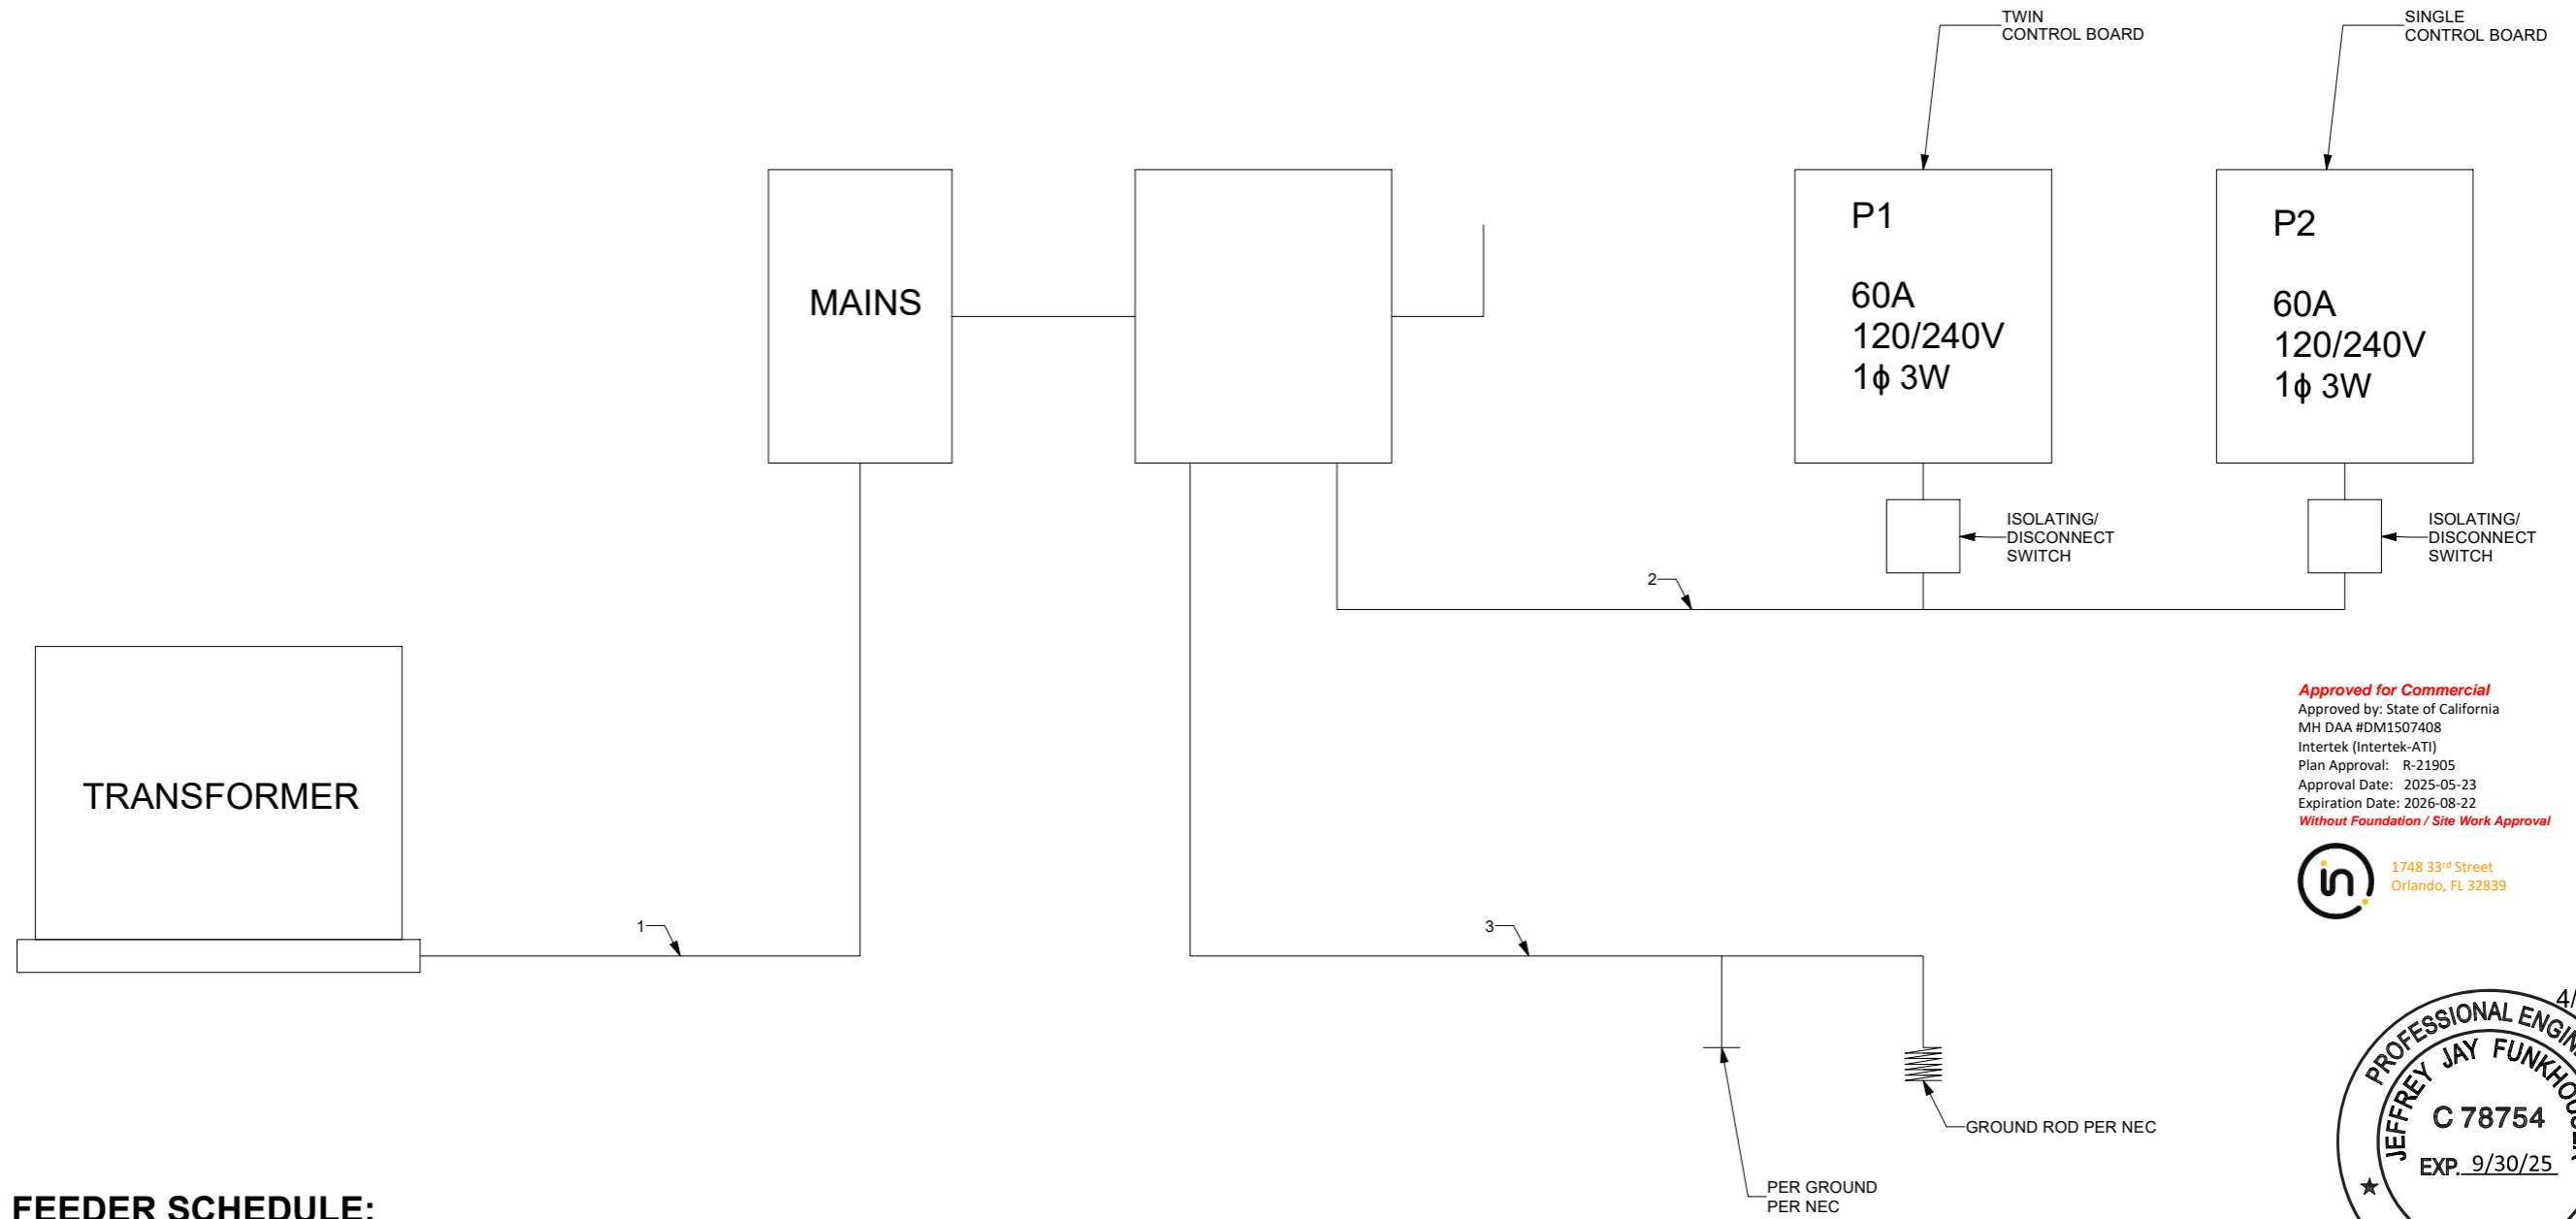 TWIN
CONTROL BOARD
SINGLE
CONTROL BOARD
MAINS
P1
60A
120/240V
1ϕ 3W
P2
60A
120/240V
1ϕ 3W
ISOLATING/
DISCONNECT
SWITCH
ISOLATING/
DISCONNECT
SWITCH
2
TRANSFORMER
1
3
Approved for Commercial
Approved by: State of California
MH DAA #DM1507408
Intertek (Intertek-ATI)
Plan Approval: R-21905
Approval Date: 2025-05-23
Expiration Date: 2026-08-22
Without Foundation / Site Work Approval
in
1748 33rd Street
Orlando, FL 32839
GROUND ROD PER NEC
PER GROUND
PER NEC
4/
PROFESSIONAL
JEFFREY JAY
C 78754
EXP. 9/30/25
FEEDER SCHEDULE: